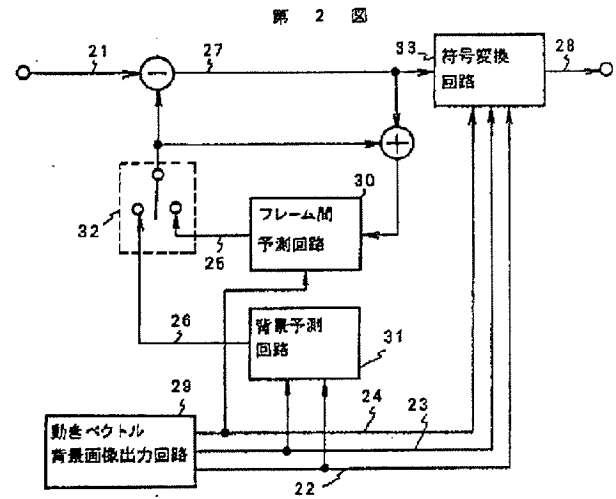 第 2 図
21
27
33
符号変換
回路
28
30
フレーム間
予測回路
32
25
26
背景予測
回路
31
29
動きベクトル
背景画像出力回路
24
23
22